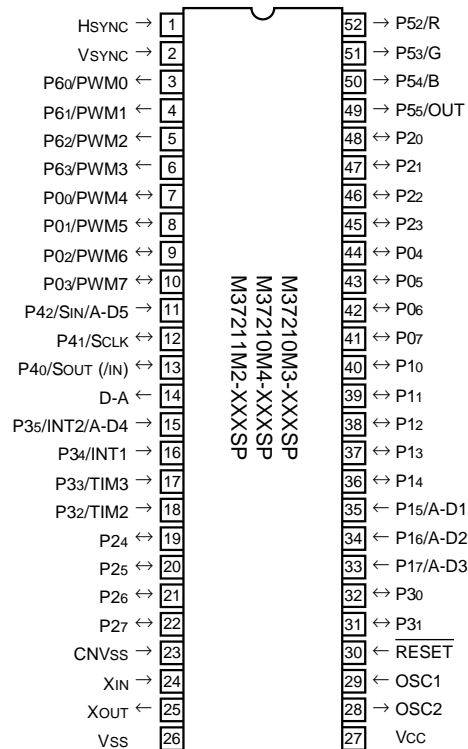 HSYNC → 1
VSYNC → 2
P60/PWM0 ← 3
P61/PWM1 ← 4
P62/PWM2 ← 5
P63/PWM3 ← 6
P00/PWM4 ↔ 7
P01/PWM5 ↔ 8
P02/PWM6 ↔ 9
P03/PWM7 ↔ 10
P42/SIN/A-D5 → 11
P41/SCLK ↔ 12
P40/SOUT (/IN) ↔ 13
D-A ← 14
P35/INT2/A-D4 → 15
P34/INT1 → 16
P33/TIM3 → 17
P32/TIM2 → 18
P24 ↔ 19
P25 ↔ 20
P26 ↔ 21
P27 ↔ 22
CNVSS → 23
XIN → 24
XOUT ← 25
VSS 26
M37210M3-XXXSP
M37210M4-XXXSP
M37211M2-XXXSP
52 → P52/R
51 → P53/G
50 → P54/B
49 → P55/OUT
48 ↔ P20
47 ↔ P21
46 ↔ P22
45 ↔ P23
44 ↔ P04
43 ↔ P05
42 ↔ P06
41 ↔ P07
40 ↔ P10
39 ↔ P11
38 ↔ P12
37 ↔ P13
36 ↔ P14
35 ← P15/A-D1
34 ← P16/A-D2
33 ← P17/A-D3
32 ↔ P30
31 ↔ P31
30 ← RESET
29 ← OSC1
28 → OSC2
27 VCC